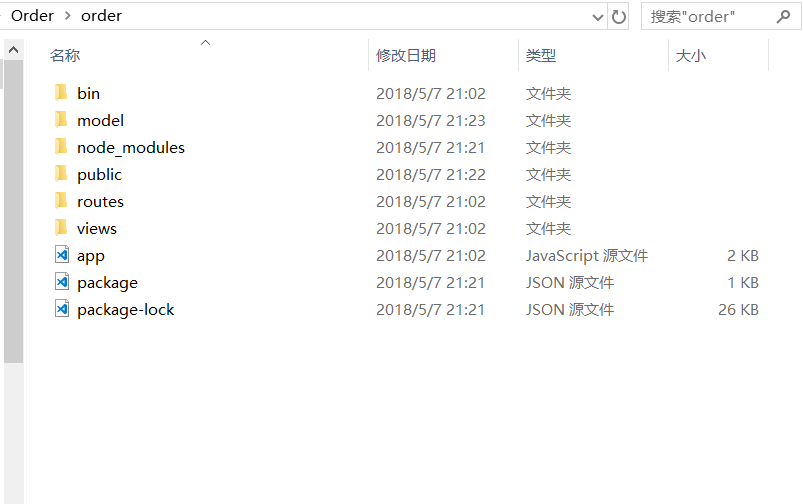 Order > order 搜索"order"
名称 修改日期 类型 大小
bin 2018/5/7 21:02 文件夹
model 2018/5/7 21:23 文件夹
node_modules 2018/5/7 21:21 文件夹
public 2018/5/7 21:22 文件夹
routes 2018/5/7 21:02 文件夹
views 2018/5/7 21:02 文件夹
app 2018/5/7 21:02 JavaScript 源文件 2 KB
package 2018/5/7 21:21 JSON 源文件 1 KB
package-lock 2018/5/7 21:21 JSON 源文件 26 KB